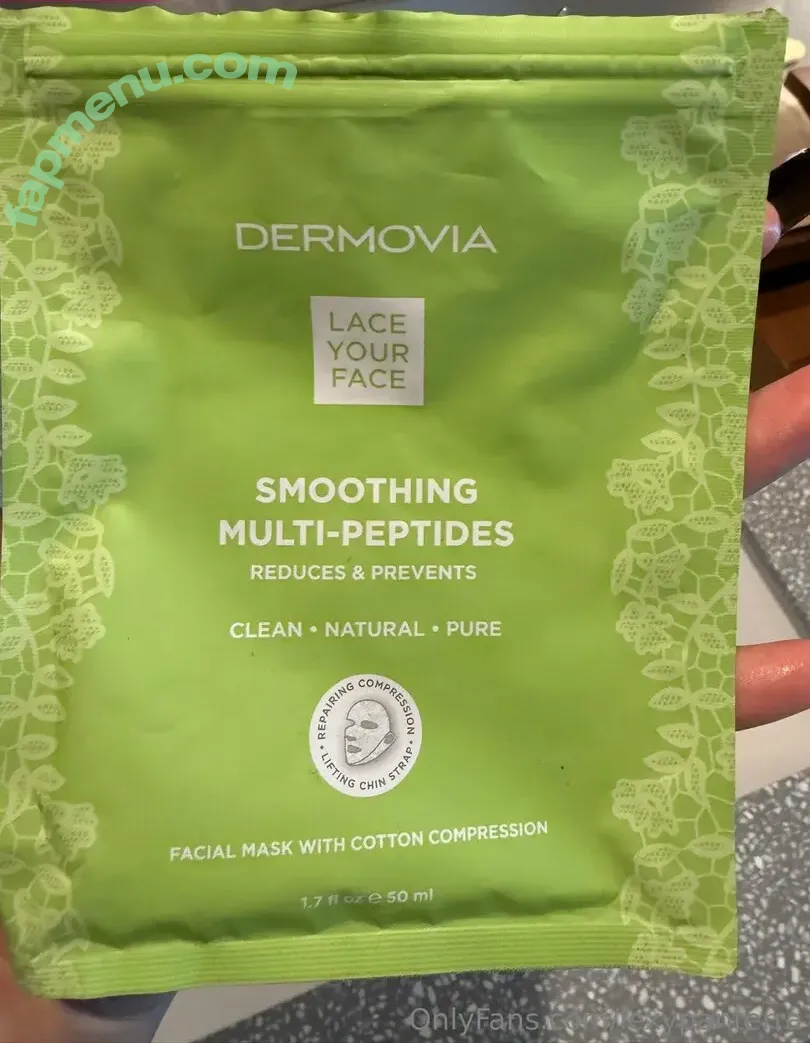 fapmenu.com
DERMOVIA
LACE
YOUR
FACE
SMOOTHING
MULTI-PEPTIDES
REDUCES & PREVENTS
CLEAN • NATURAL • PURE
• REPAIRING COMPRESSION •
LIFTING CHIN STRAP
FACIAL MASK WITH COTTON COMPRESSION
1.7 fl oz ℮ 50 ml